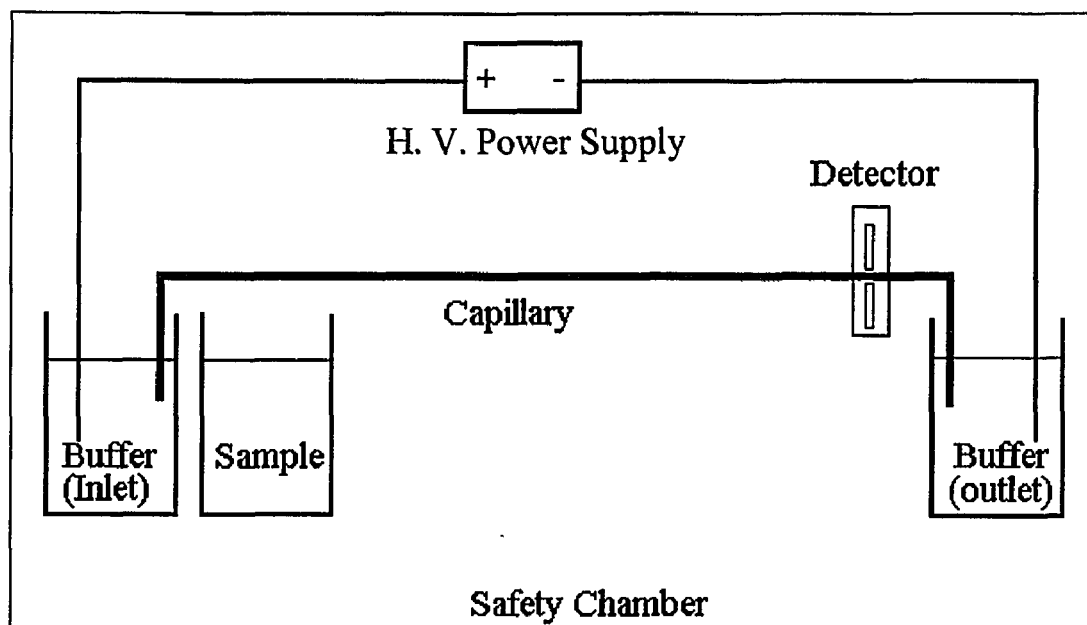 + -
H. V. Power Supply
Detector
Capillary
Buffer
(Inlet)
Sample
Buffer
(outlet)
Safety Chamber